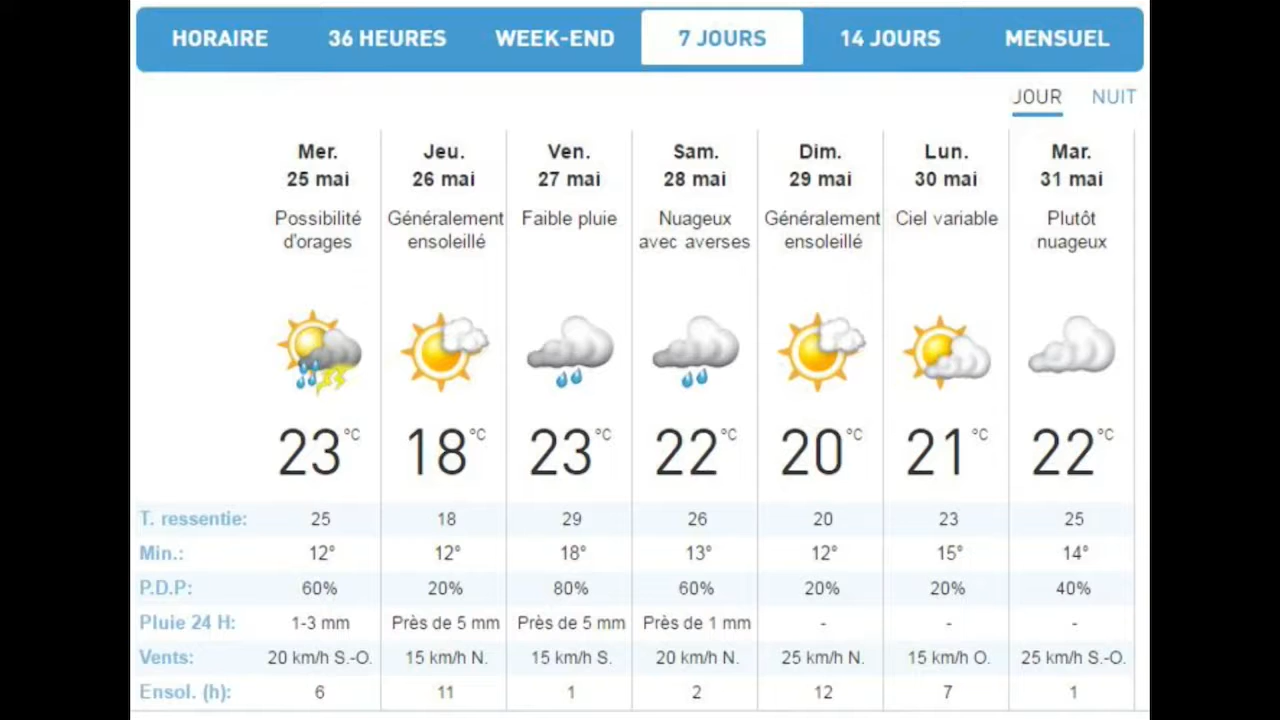 HORAIRE 36 HEURES WEEK-END 7 JOURS 14 JOURS MENSUEL
JOUR NUIT
Mer. Jeu. Ven. Sam. Dim. Lun. Mar.
25 mai 26 mai 27 mai 28 mai 29 mai 30 mai 31 mai
Possibilité Généralement Faible pluie Nuageux Généralement Ciel variable Plutôt
d'orages ensoleillé avec averses ensoleillé nuageux
23°C 18°C 23°C 22°C 20°C 21°C 22°C
T. ressentie: 25 18 29 26 20 23 25
Min.: 12° 12° 18° 13° 12° 15° 14°
P.D.P: 60% 20% 80% 60% 20% 20% 40%
Pluie 24 H: 1-3 mm Près de 5 mm Près de 5 mm Près de 1 mm - - -
Vents: 20 km/h S.-O. 15 km/h N. 15 km/h S. 20 km/h N. 25 km/h N. 15 km/h O. 25 km/h S.-O.
Ensol. (h): 6 11 1 2 12 7 1